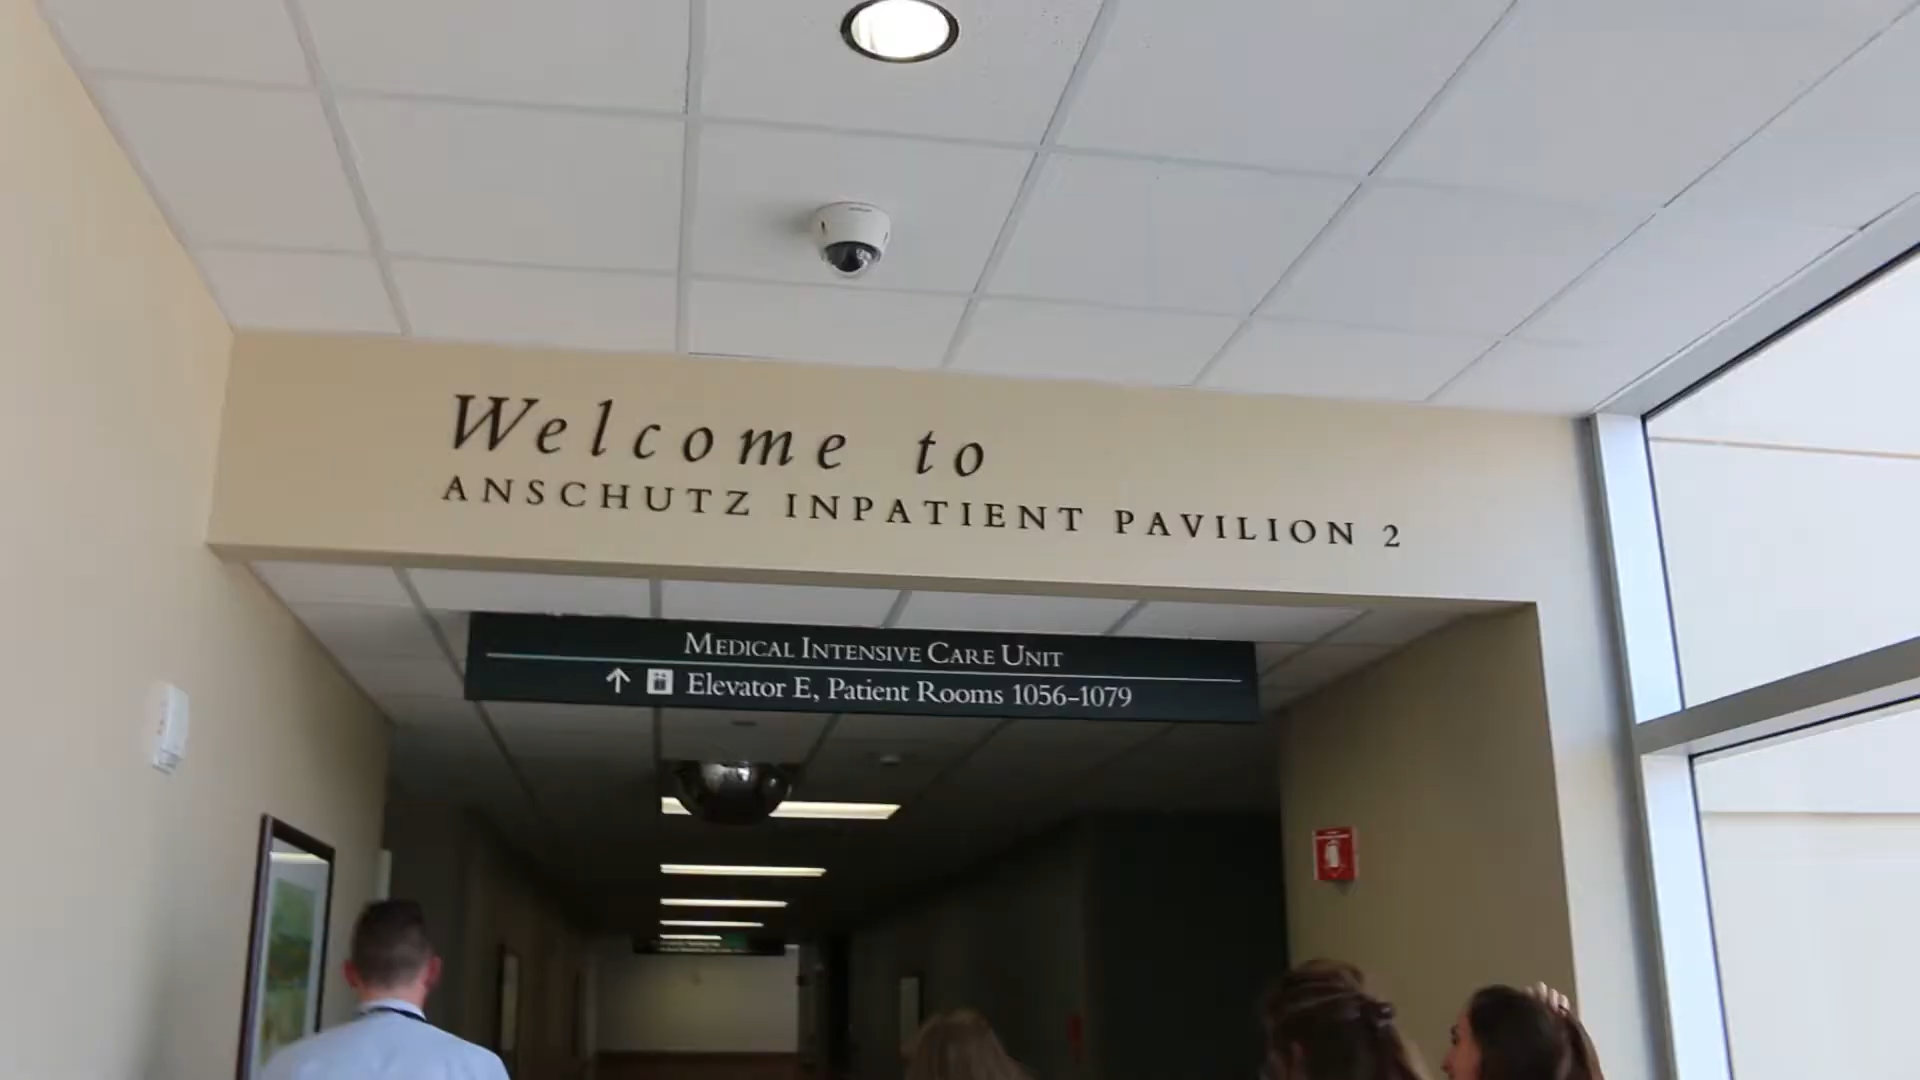 Welcome to
ANSCHUTZ INPATIENT PAVILION 2
MEDICAL INTENSIVE CARE UNIT
↑ Elevator E, Patient Rooms 1056–1079